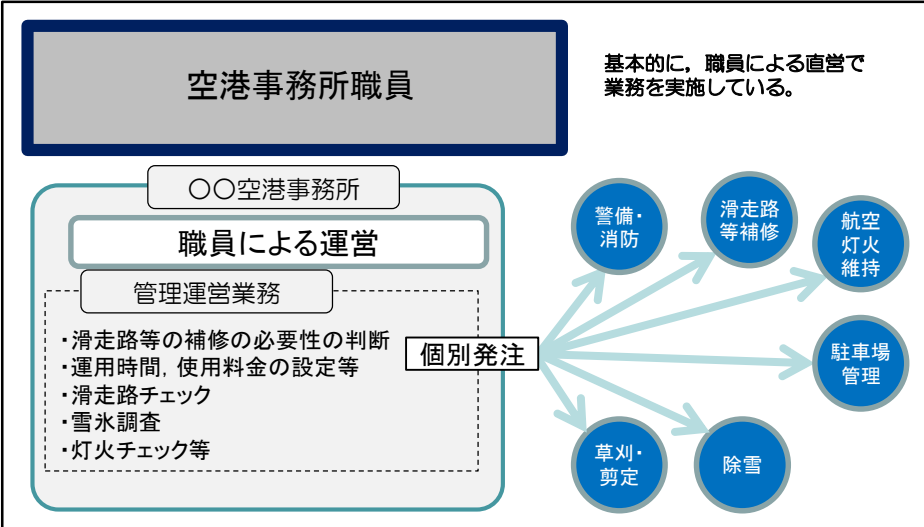 空港事務所職員
基本的に，職員による直営で
業務を実施している。
〇〇空港事務所
職員による運営
管理運営業務
・滑走路等の補修の必要性の判断
・運用時間，使用料金の設定等
・滑走路チェック
・雪氷調査
・灯火チェック等
個別発注
警備・
消防
滑走路
等補修
航空
灯火
維持
駐車場
管理
除雪
草刈・
剪定